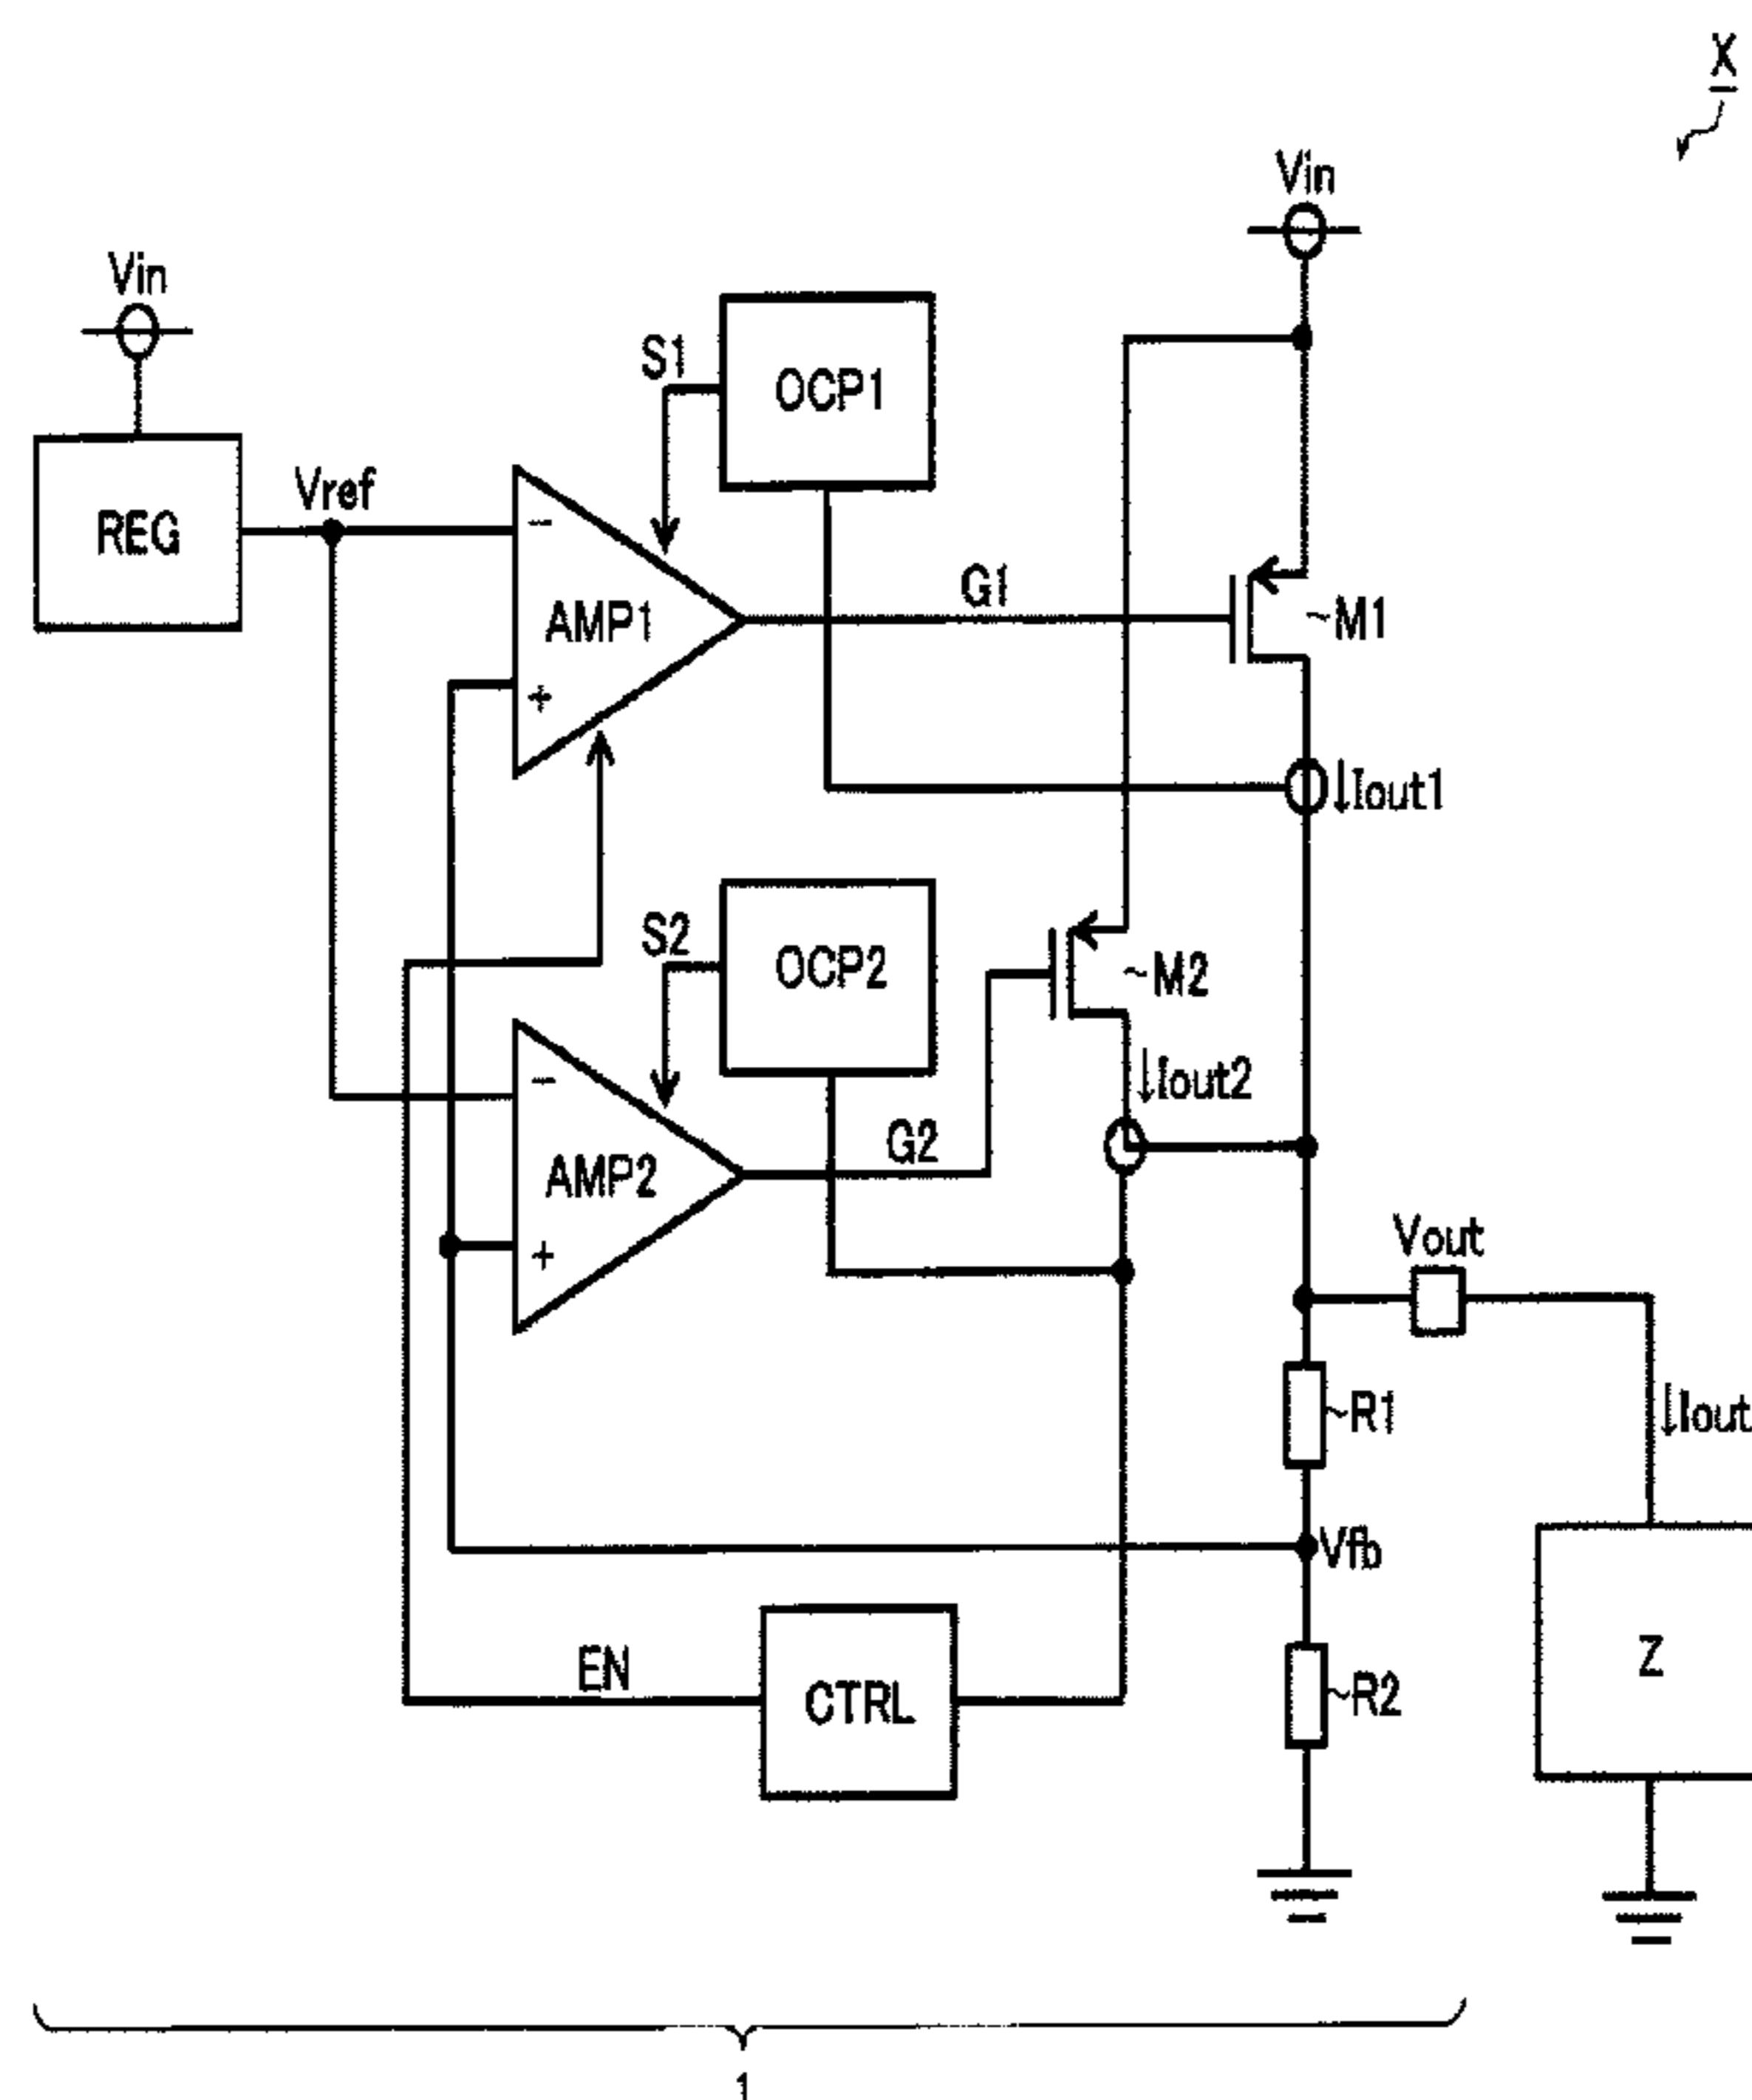 X
Vin
Vin
S1
OCP1
REG
Vref
-
AMP1
+
G1
~M1
↓Iout1
S2
OCP2
~M2
↓Iout2
-
AMP2
+
G2
Vout
~R1
↓Iout
Vfb
EN
CTRL
~R2
Z
1